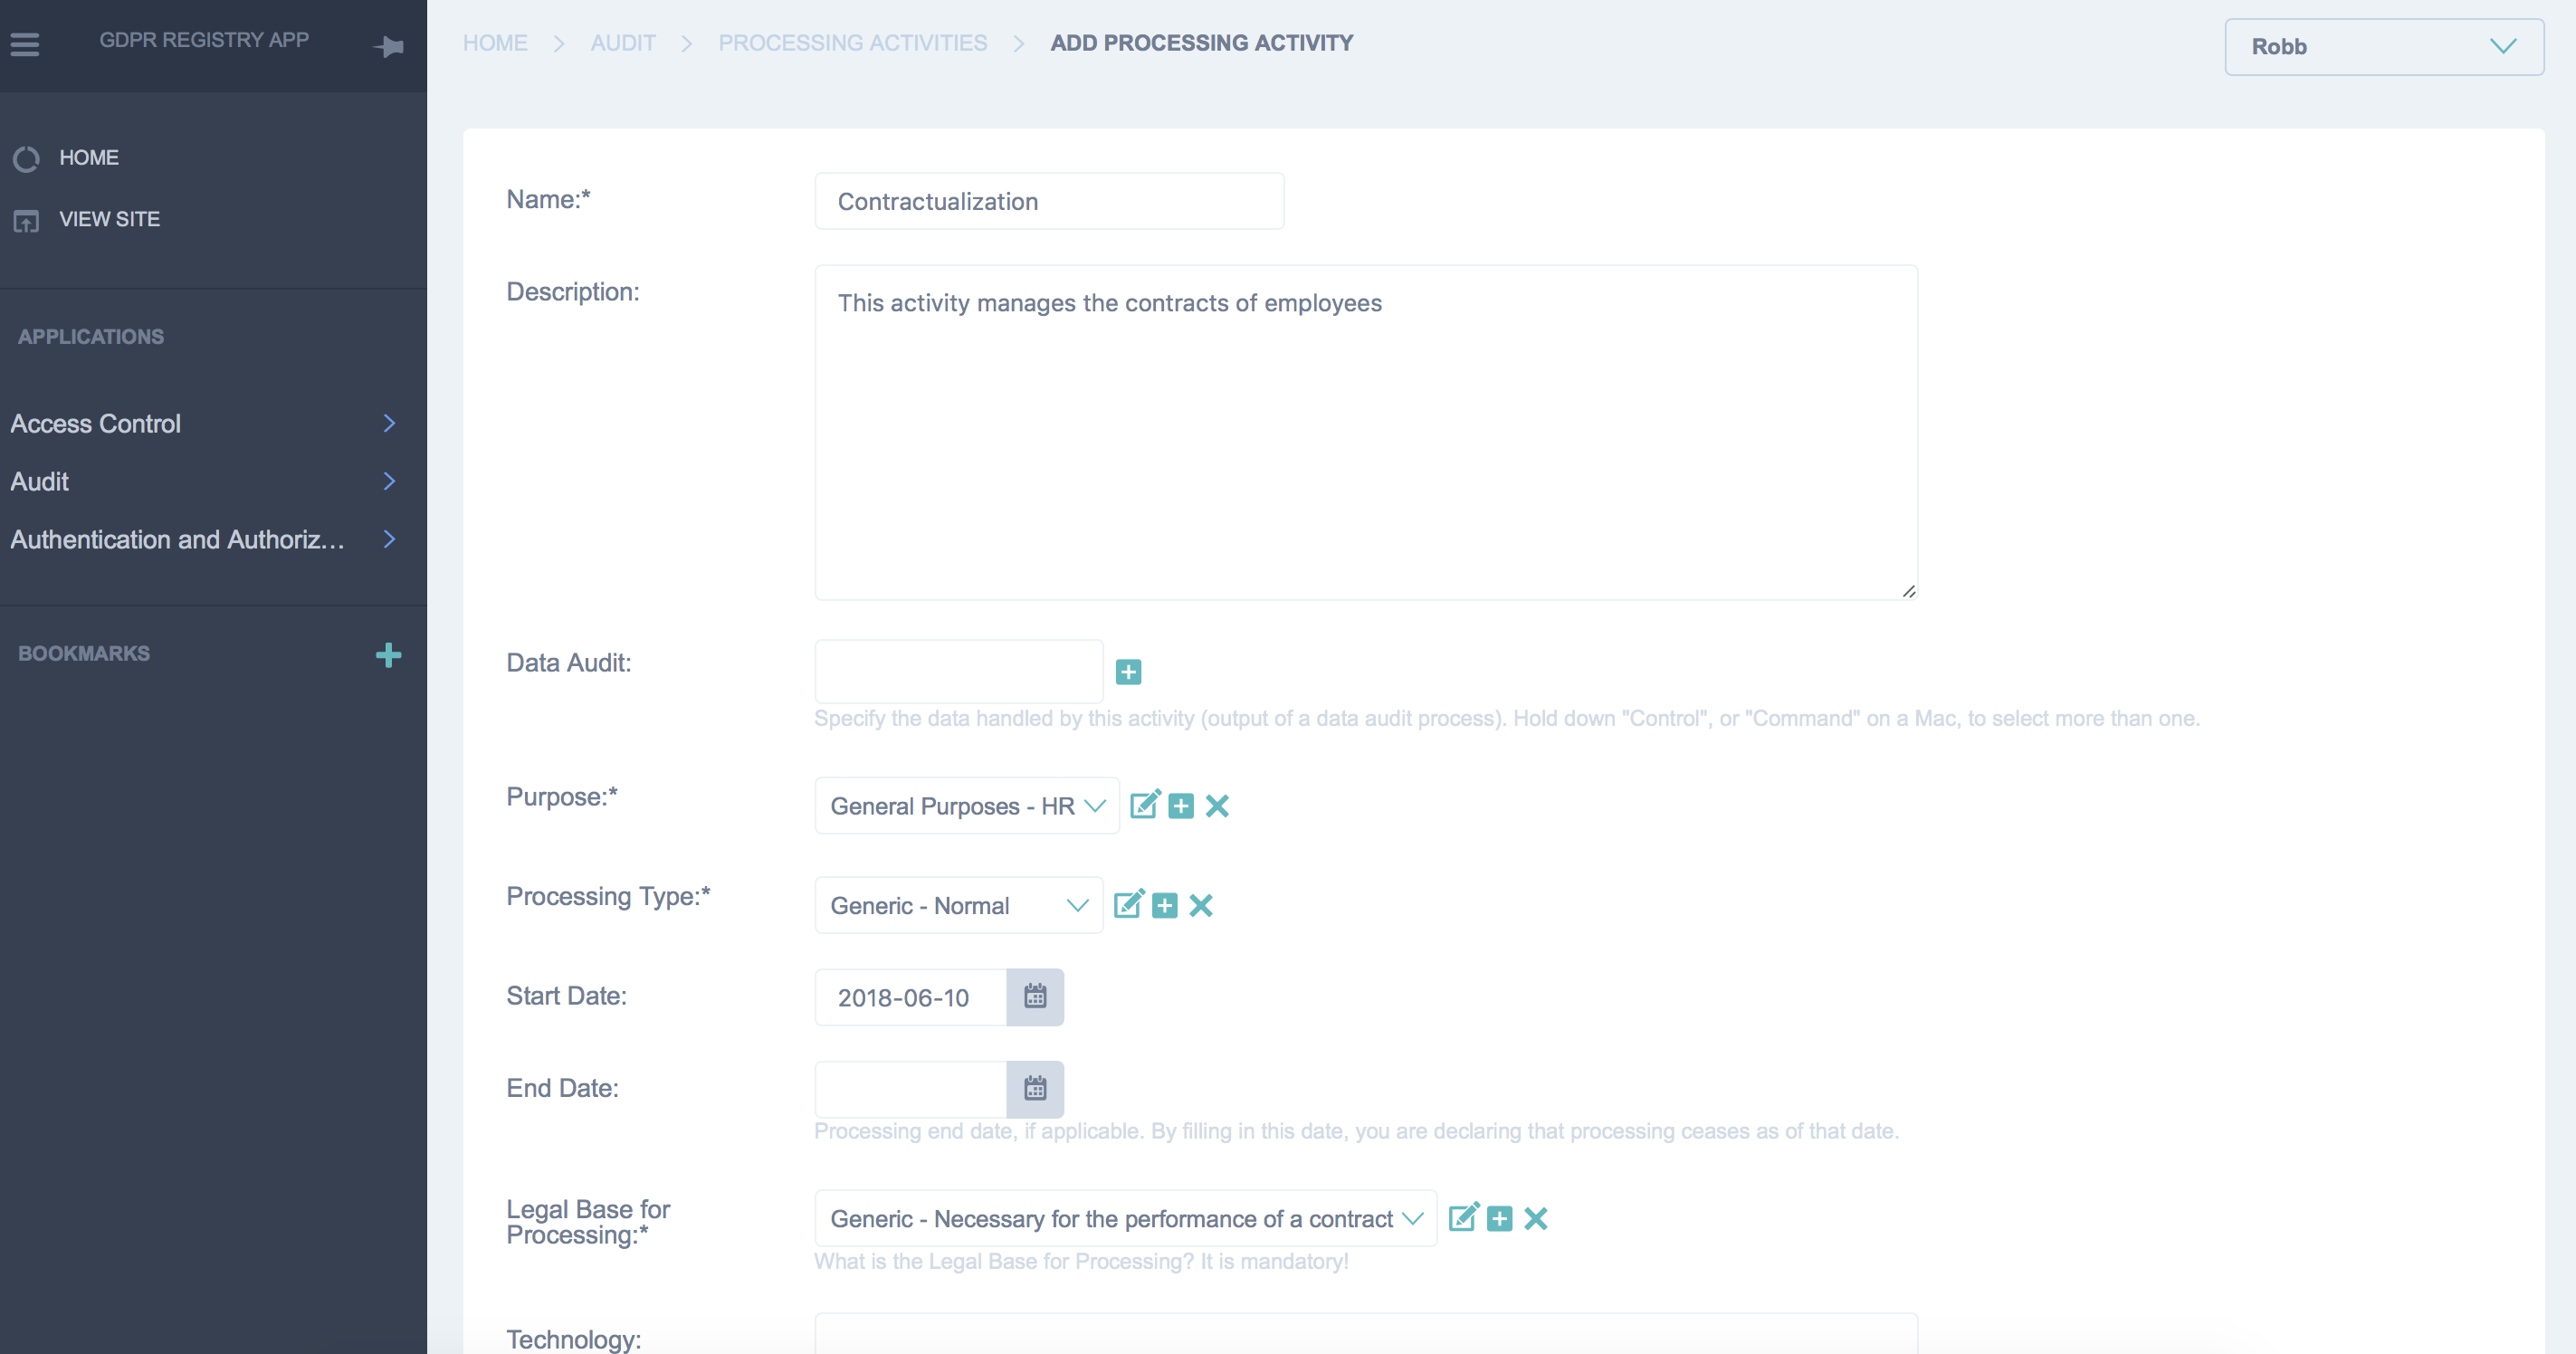 GDPR REGISTRY APP
HOME
VIEW SITE
APPLICATIONS
Access Control
Audit
Authentication and Authoriz...
BOOKMARKS
HOME > AUDIT > PROCESSING ACTIVITIES > ADD PROCESSING ACTIVITY
Robb
Name:* Contractualization
Description: This activity manages the contracts of employees
Data Audit:
Specify the data handled by this activity (output of a data audit process). Hold down "Control", or "Command" on a Mac, to select more than one.
Purpose:* General Purposes - HR
Processing Type:* Generic - Normal
Start Date: 2018-06-10
End Date:
Processing end date, if applicable. By filling in this date, you are declaring that processing ceases as of that date.
Legal Base for
Processing:* Generic - Necessary for the performance of a contract
What is the Legal Base for Processing? It is mandatory!
Technology: